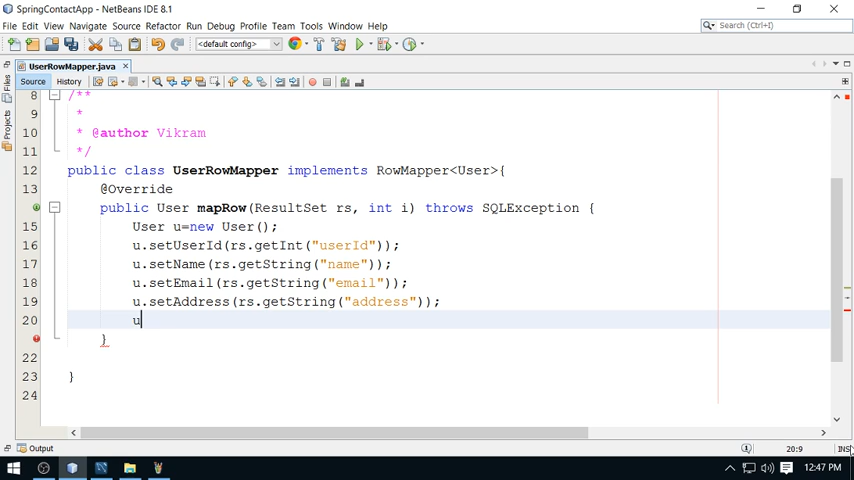 SpringContactApp - NetBeans IDE 8.1
File Edit View Navigate Source Refactor Run Debug Profile Team Tools Window Help
Search (Ctrl+I)
<default config>
UserRowMapper.java
Source History
Files
Projects
8 /**
9 *
10 * @author Vikram
11 */
12 public class UserRowMapper implements RowMapper<User>{
13 @Override
public User mapRow(ResultSet rs, int i) throws SQLException {
15 User u=new User();
16 u.setUserId(rs.getInt("userId"));
17 u.setName(rs.getString("name"));
18 u.setEmail(rs.getString("email"));
19 u.setAddress(rs.getString("address"));
20 u
}
22
23 }
24
Output
20:9 INS
12:47 PM